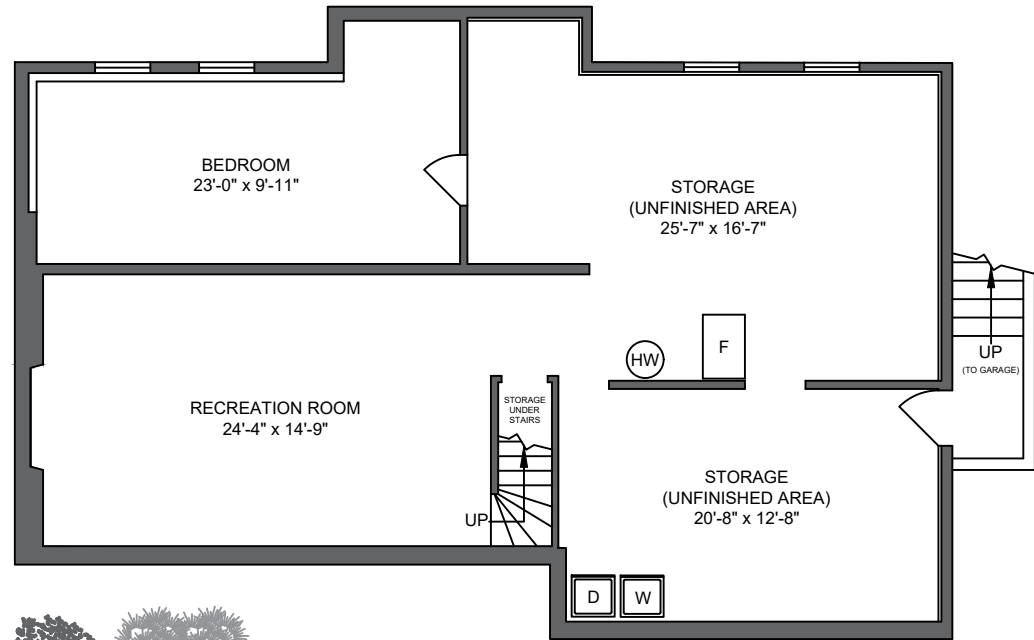 BEDROOM
23'-0" x 9'-11"
STORAGE
(UNFINISHED AREA)
25'-7" x 16'-7"
HW
F
UP
(TO GARAGE)
RECREATION ROOM
24'-4" x 14'-9"
STORAGE
UNDER
STAIRS
UP
STORAGE
(UNFINISHED AREA)
20'-8" x 12'-8"
D
W